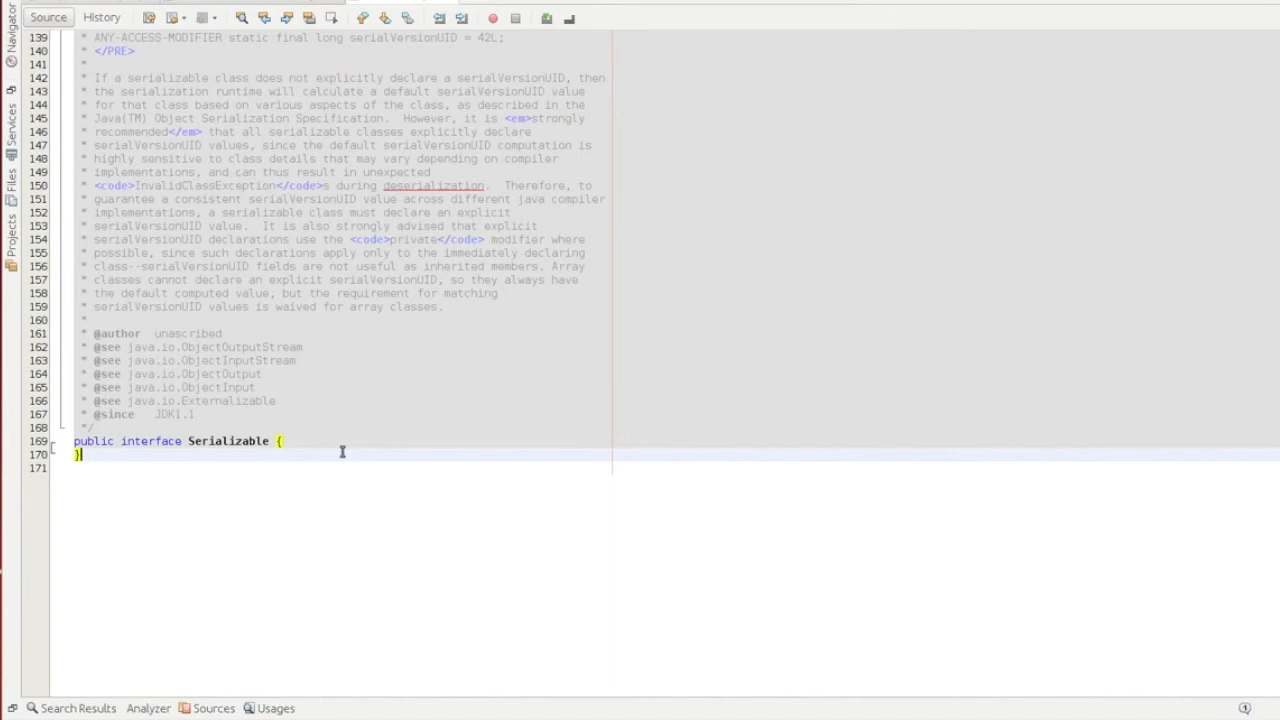 Source History
139 * ANY-ACCESS-MODIFIER static final long serialVersionUID = 42L;
140 * </PRE>
141 *
142 * If a serializable class does not explicitly declare a serialVersionUID, then
143 * the serialization runtime will calculate a default serialVersionUID value
144 * for that class based on various aspects of the class, as described in the
145 * Java(TM) Object Serialization Specification.  However, it is <em>strongly
146 * recommended</em> that all serializable classes explicitly declare
147 * serialVersionUID values, since the default serialVersionUID computation is
148 * highly sensitive to class details that may vary depending on compiler
149 * implementations, and can thus result in unexpected
150 * <code>InvalidClassException</code>s during deserialization.  Therefore, to
151 * guarantee a consistent serialVersionUID value across different java compiler
152 * implementations, a serializable class must declare an explicit
153 * serialVersionUID value.  It is also strongly advised that explicit
154 * serialVersionUID declarations use the <code>private</code> modifier where
155 * possible, since such declarations apply only to the immediately declaring
156 * class--serialVersionUID fields are not useful as inherited members. Array
157 * classes cannot declare an explicit serialVersionUID, so they always have
158 * the default computed value, but the requirement for matching
159 * serialVersionUID values is waived for array classes.
160 *
161 * @author  unascribed
162 * @see java.io.ObjectOutputStream
163 * @see java.io.ObjectInputStream
164 * @see java.io.ObjectOutput
165 * @see java.io.ObjectInput
166 * @see java.io.Externalizable
167 * @since   JDK1.1
168 */
169 public interface Serializable {
170 }
171
Navigator
Services
Files
Projects
Search Results Analyzer Sources Usages